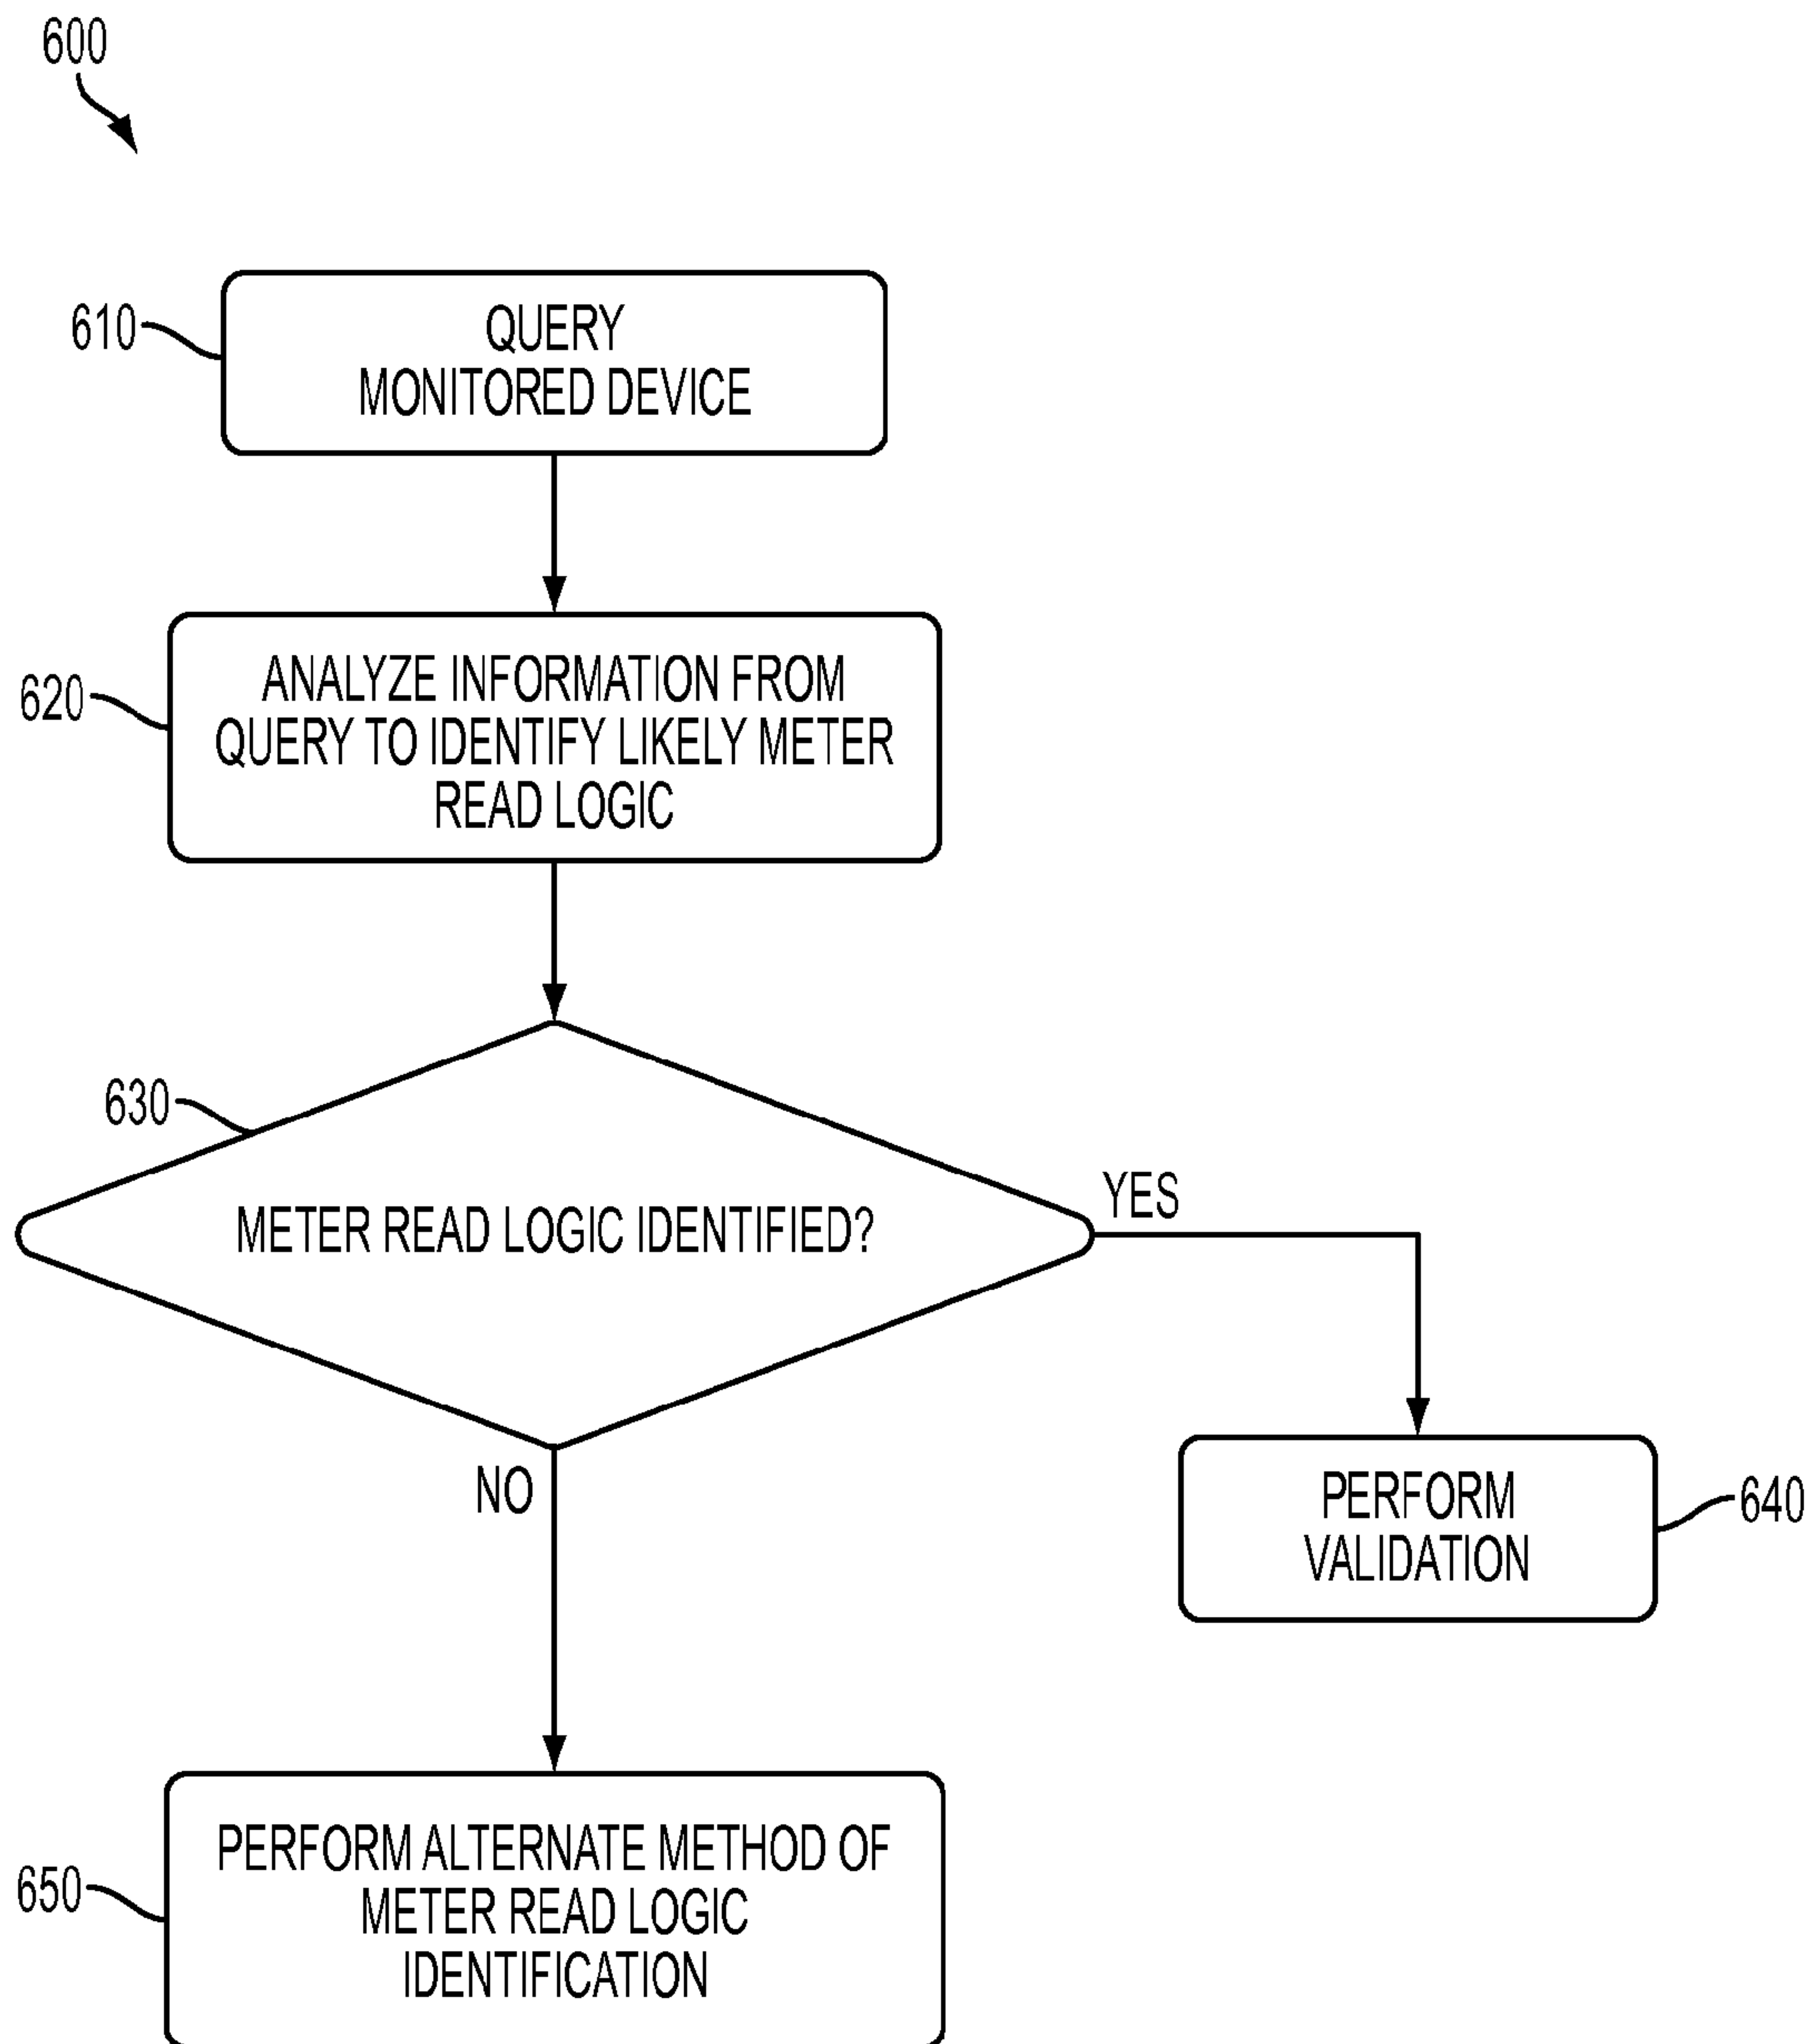 600
610
QUERY
MONITORED DEVICE
620
ANALYZE INFORMATION FROM
QUERY TO IDENTIFY LIKELY METER
READ LOGIC
630
METER READ LOGIC IDENTIFIED?
YES
NO
PERFORM
VALIDATION
640
650
PERFORM ALTERNATE METHOD OF
METER READ LOGIC
IDENTIFICATION